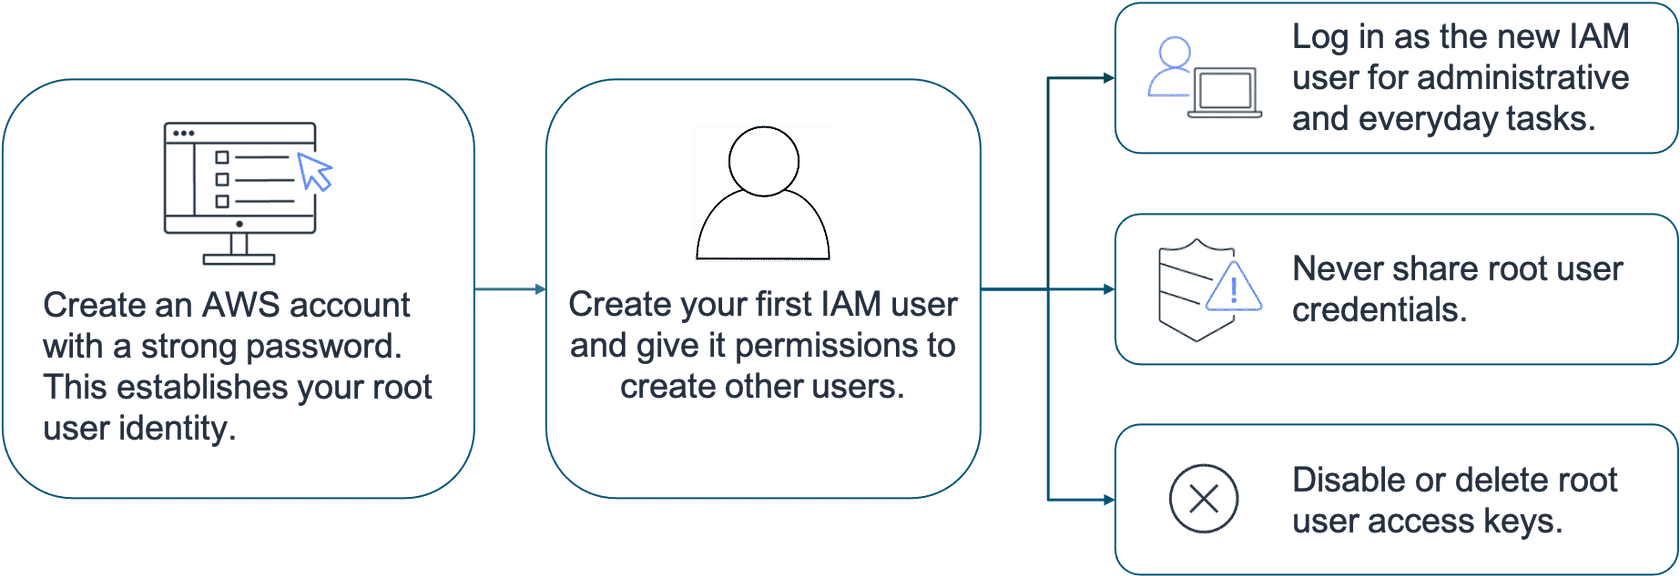 Create an AWS account
with a strong password.
This establishes your root
user identity.
Create your first IAM user
and give it permissions to
create other users.
Log in as the new IAM
user for administrative
and everyday tasks.
Never share root user
credentials.
Disable or delete root
user access keys.